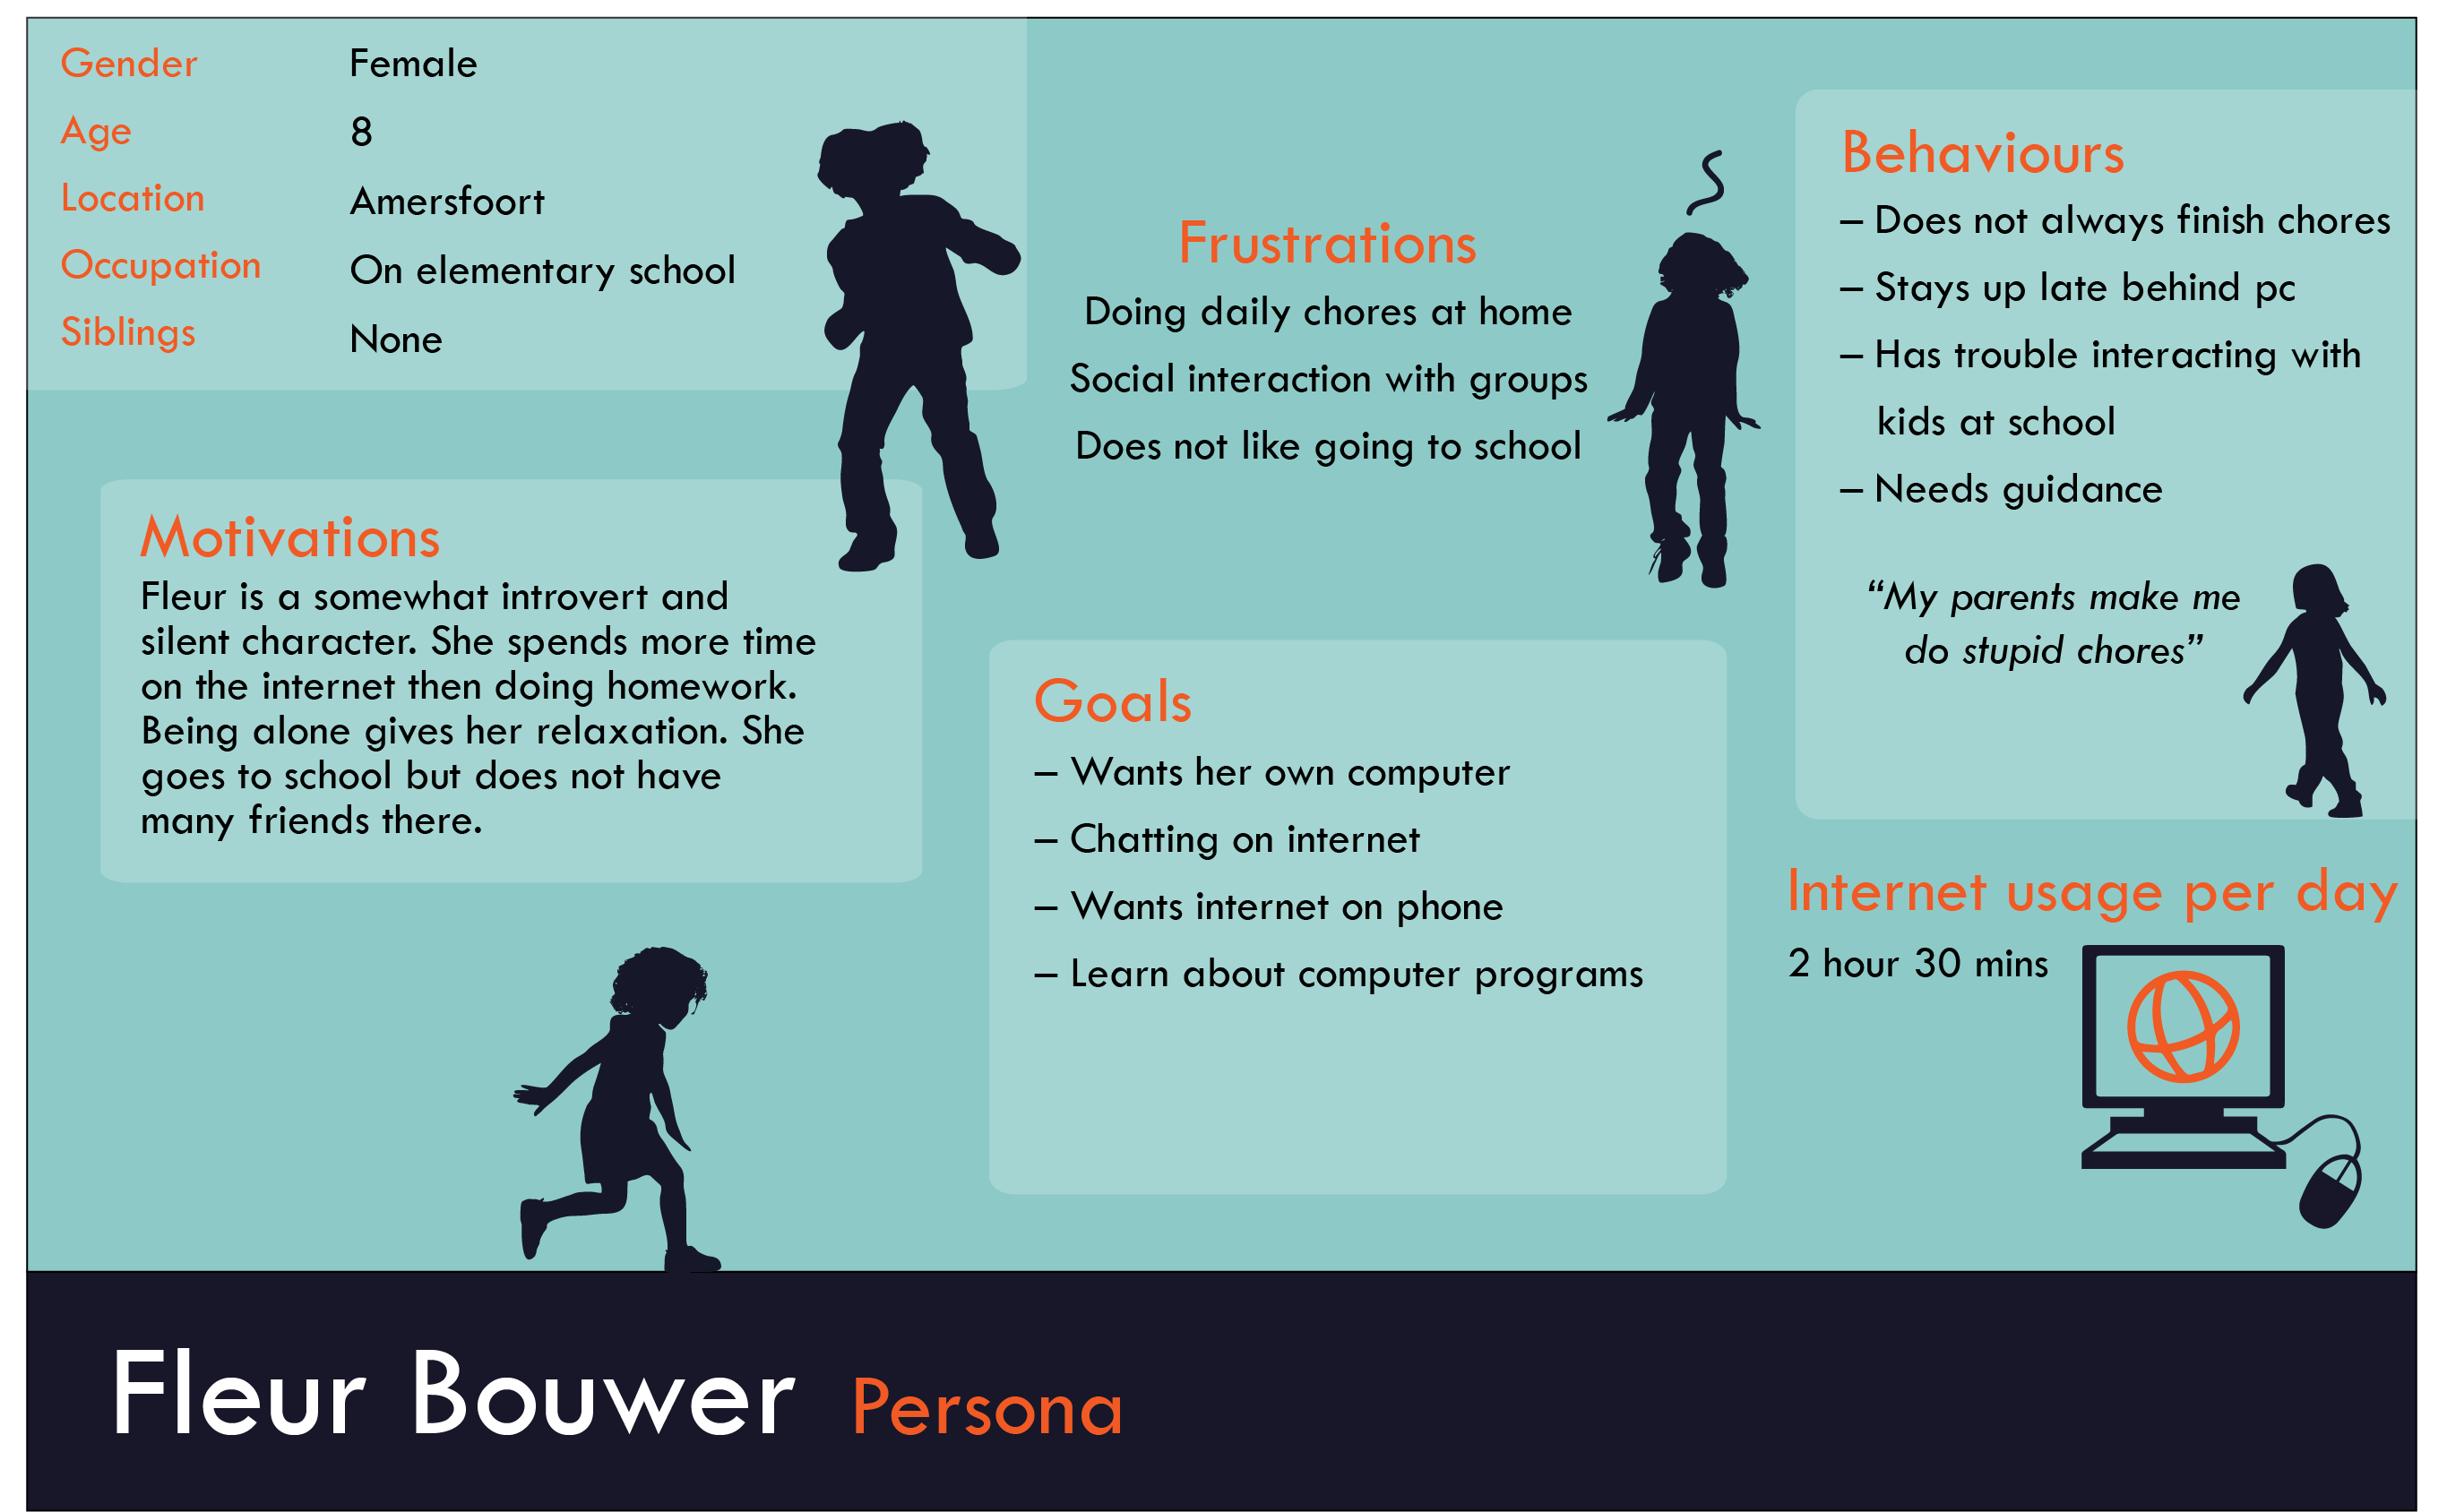 Gender Female
Age 8
Location Amersfoort
Occupation On elementary school
Siblings None
Motivations
Fleur is a somewhat introvert and
silent character. She spends more time
on the internet then doing homework.
Being alone gives her relaxation. She
goes to school but does not have
many friends there.
Frustrations
Doing daily chores at home
Social interaction with groups
Does not like going to school
Goals
– Wants her own computer
– Chatting on internet
– Wants internet on phone
– Learn about computer programs
Behaviours
– Does not always finish chores
– Stays up late behind pc
– Has trouble interacting with
kids at school
– Needs guidance
“My parents make me
do stupid chores”
Internet usage per day
2 hour 30 mins
Fleur Bouwer Persona